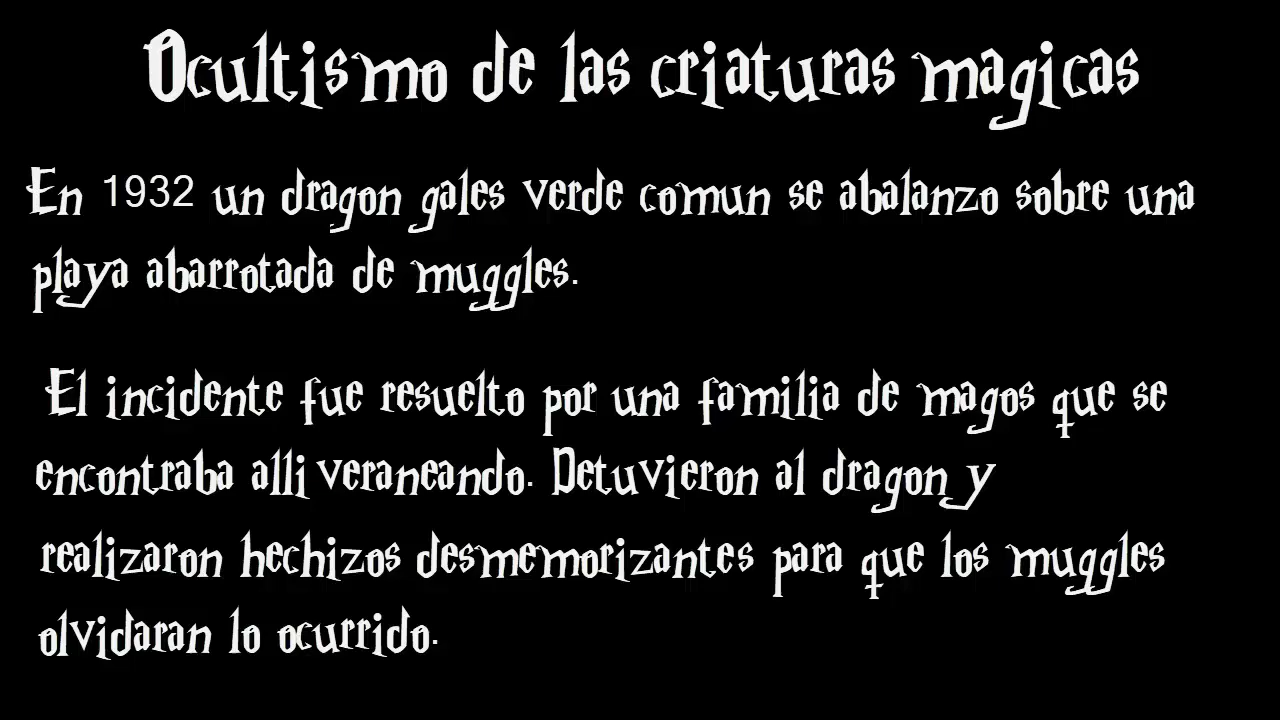 Ocultismo de las criaturas magicas
En 1932 un dragon gales verde comun se abalanzo sobre una
playa abarrotada de muggles.
El incidente fue resuelto por una familia de magos que se
encontraba alli veraneando. Detuvieron al dragon y
realizaron hechizos desmemorizantes para que los muggles
olvidaran lo ocurrido.